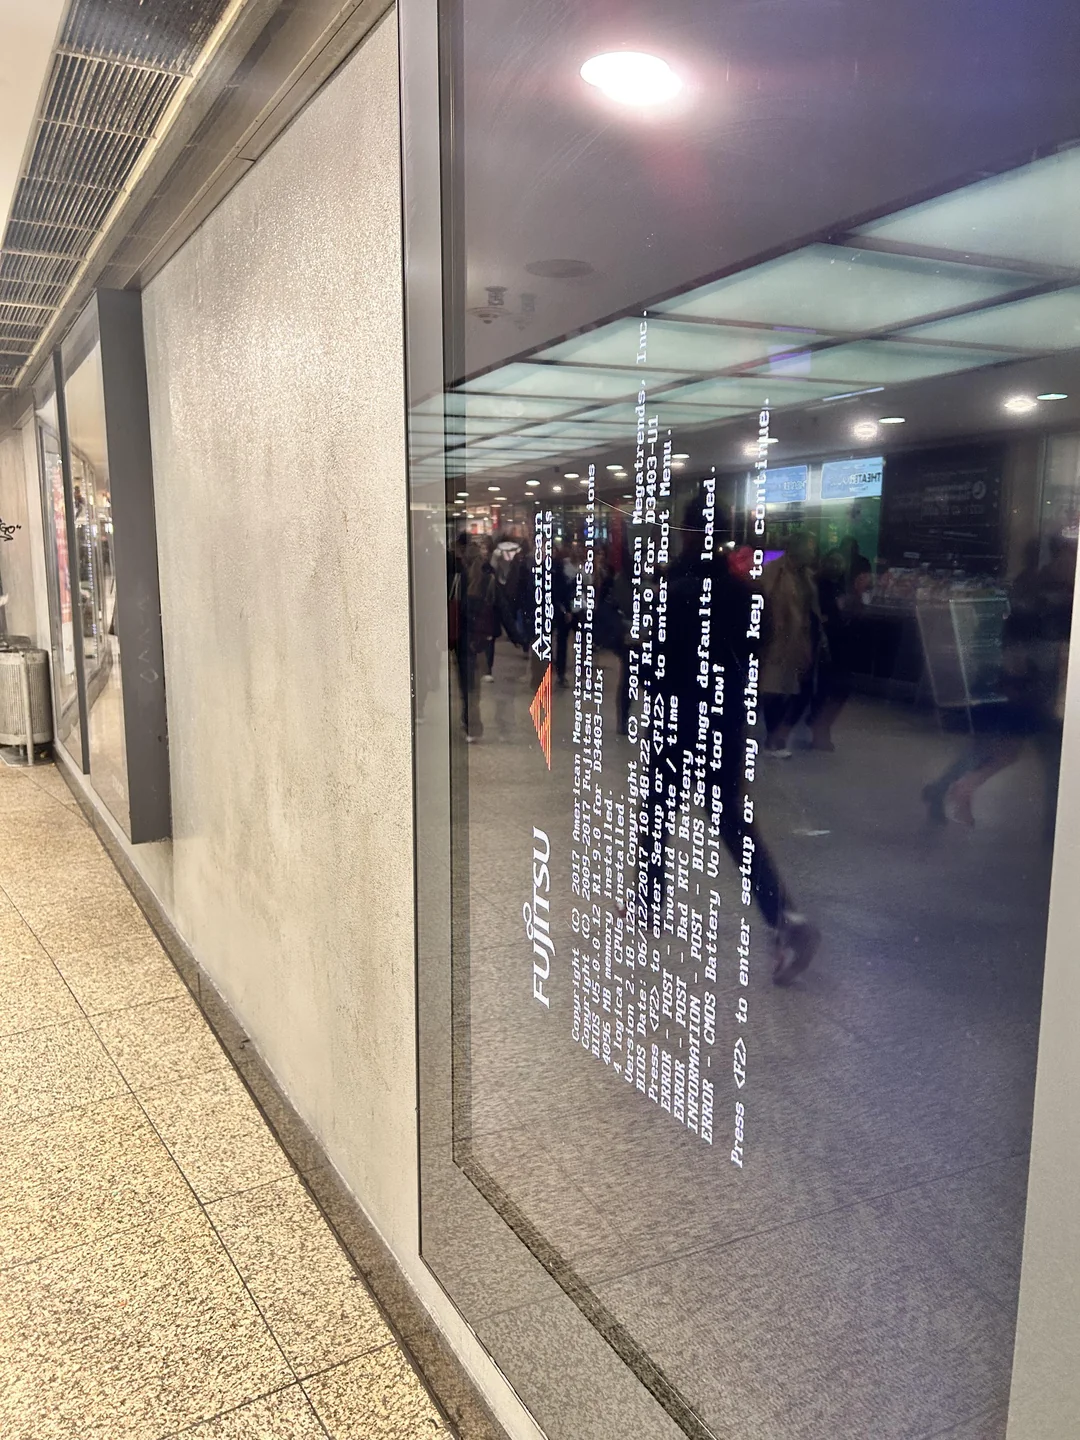 FUJITSU
American
Megatrends
Copyright (C) 2017 American Megatrends, Inc.
Copyright (C) 2009-2017 Fujitsu Technology Solutions
BIOS V5.0.0.12 R1.9.0 for D3403-U1x
4096 MB memory installed.
4 logical CPUs installed.
Version 2.18.1263. Copyright (C) 2017 American Megatrends, Inc.
BIOS Date: 06/12/2017 10:48:22 Ver: R1.9.0 for D3403-U1
Press <F2> to enter Setup or <F12> to enter Boot Menu.
ERROR - POST - Invalid date / time
ERROR - POST - Bad RTC Battery
INFORMATION - POST - BIOS Settings defaults loaded.
ERROR - CMOS Battery Voltage too low!
Press <F2> to enter setup or any other key to continue.